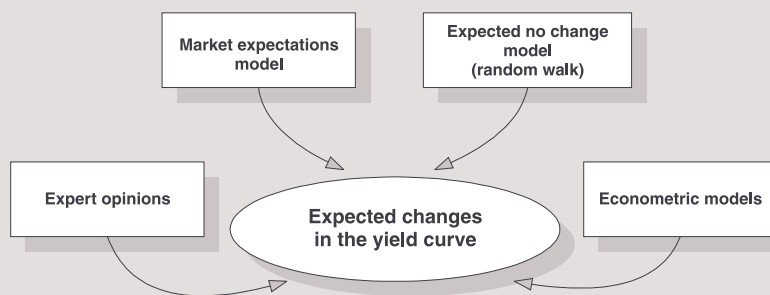 Market expectations
model
Expected no change
model
(random walk)
Expert opinions
Expected changes
in the yield curve
Econometric models